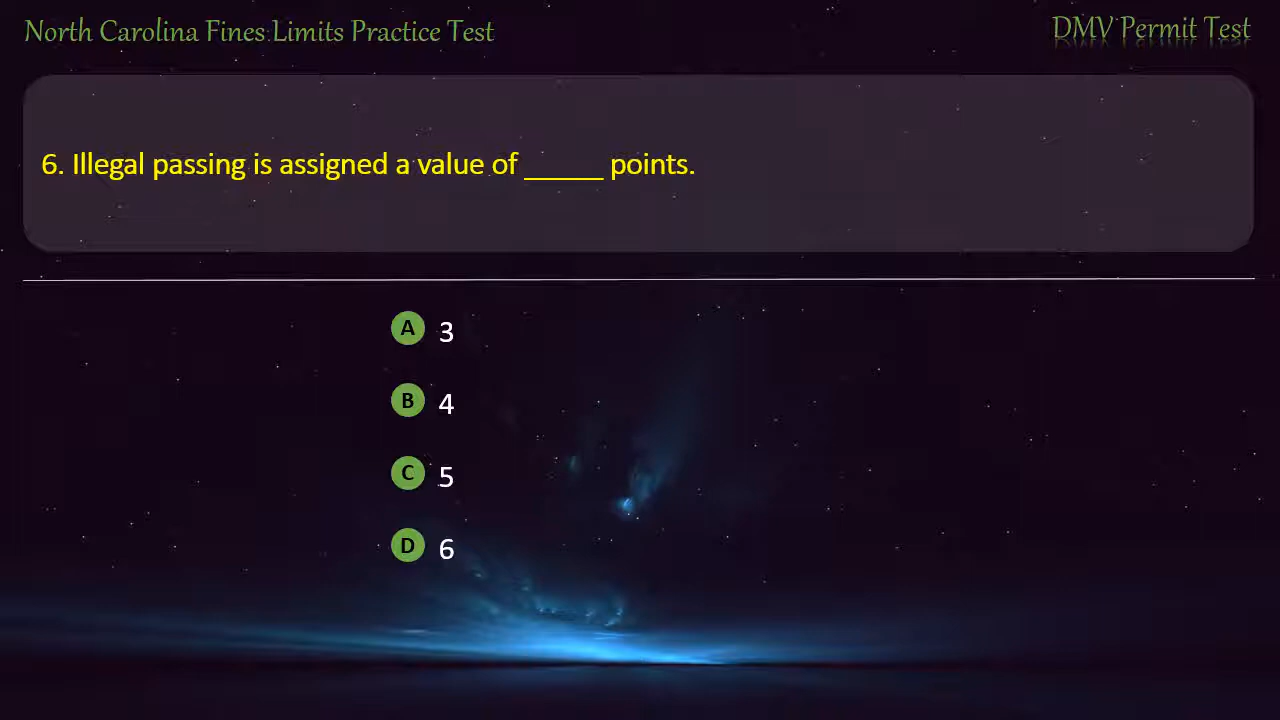 North Carolina Fines Limits Practice Test
DMV Permit Test
6. Illegal passing is assigned a value of _____ points.
A 3
B 4
C 5
D 6